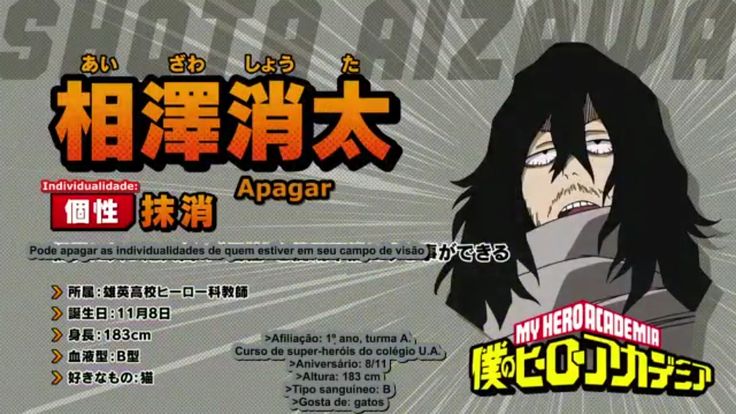 SHOTA AIZAWA
あい ざわ しょう た
相澤消太
Individualidade:
Apagar
個性 抹消
Pode apagar as individualidades de quem estiver em seu campo de visão
ができる
所属:雄英高校ヒーロー科教師
誕生日:11月8日
身長:183cm
血液型:B型
好きなもの:猫
>Afiliação: 1º ano, turma A.
Curso de super-heróis do colégio U.A.
>Aniversário: 8/11
>Altura: 183 cm
>Tipo sanguíneo: B
>Gosta de: gatos
MY HERO ACADEMIA
僕のヒーローアカデミア